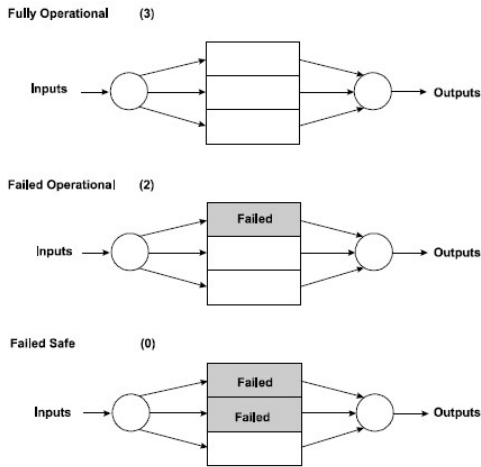 Fully Operational (3)
Inputs Outputs
Failed Operational (2)
Failed
Inputs Outputs
Failed Safe (0)
Failed
Inputs Failed Outputs